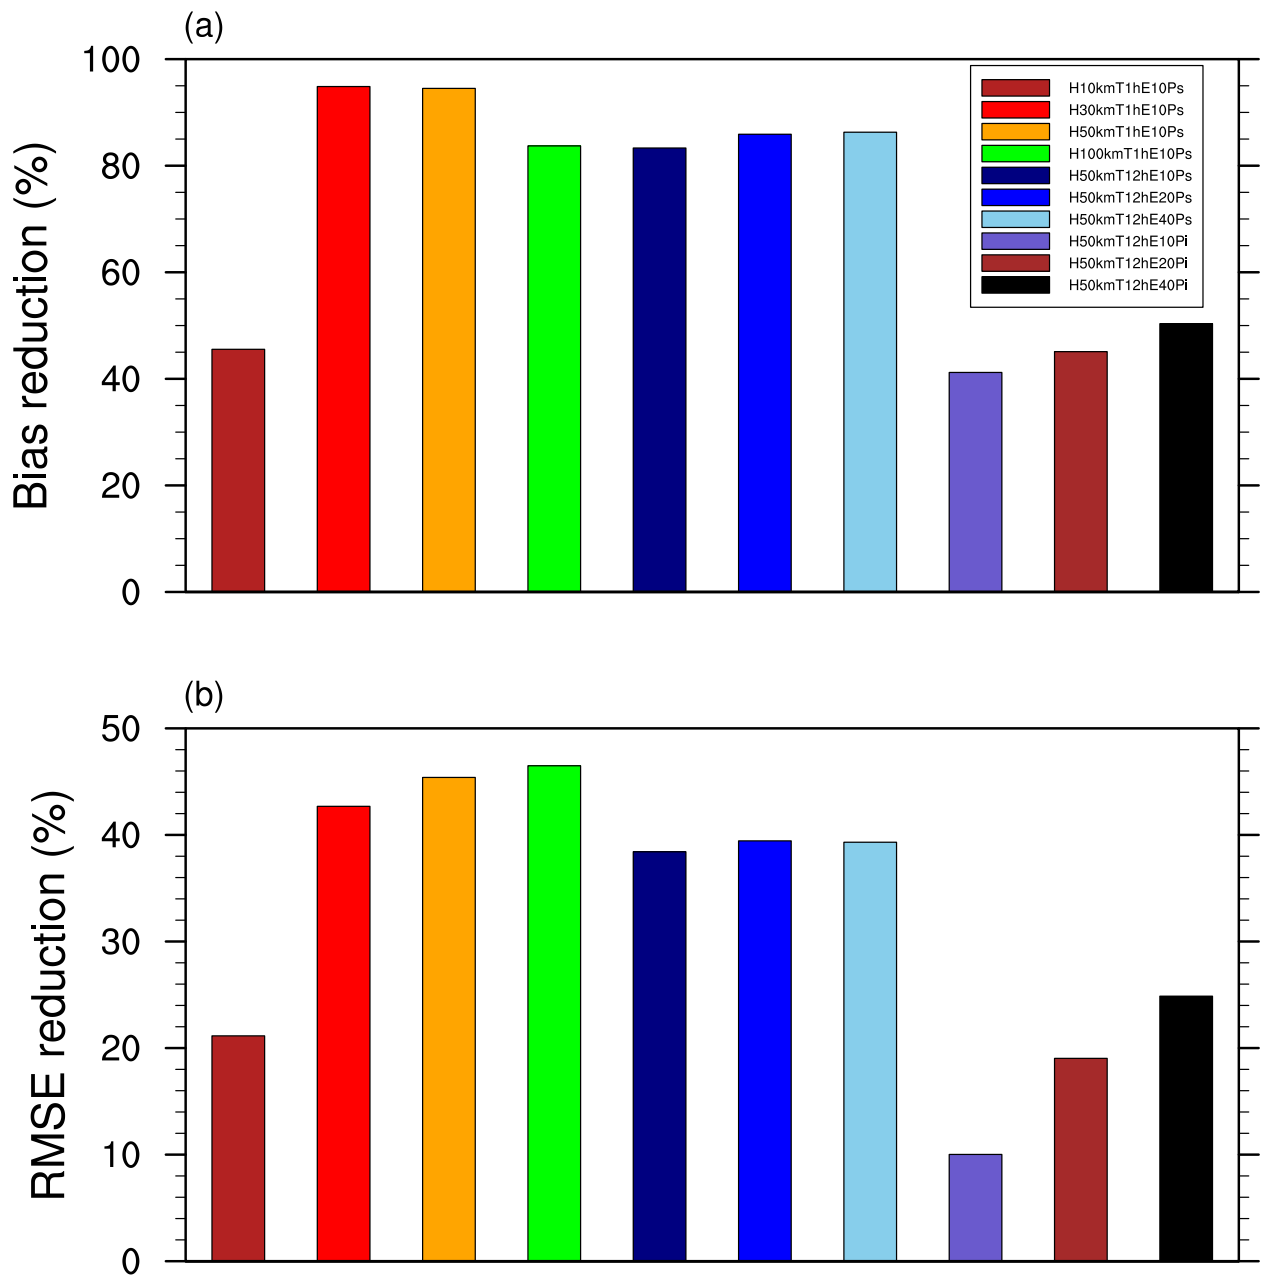 (a)
Bias reduction (%)
100
80
60
40
20
0
H10kmT1hE10Ps
H30kmT1hE10Ps
H50kmT1hE10Ps
H100kmT1hE10Ps
H50kmT12hE10Ps
H50kmT12hE20Ps
H50kmT12hE40Ps
H50kmT12hE10Pi
H50kmT12hE20Pi
H50kmT12hE40Pi
(b)
RMSE reduction (%)
50
40
30
20
10
0